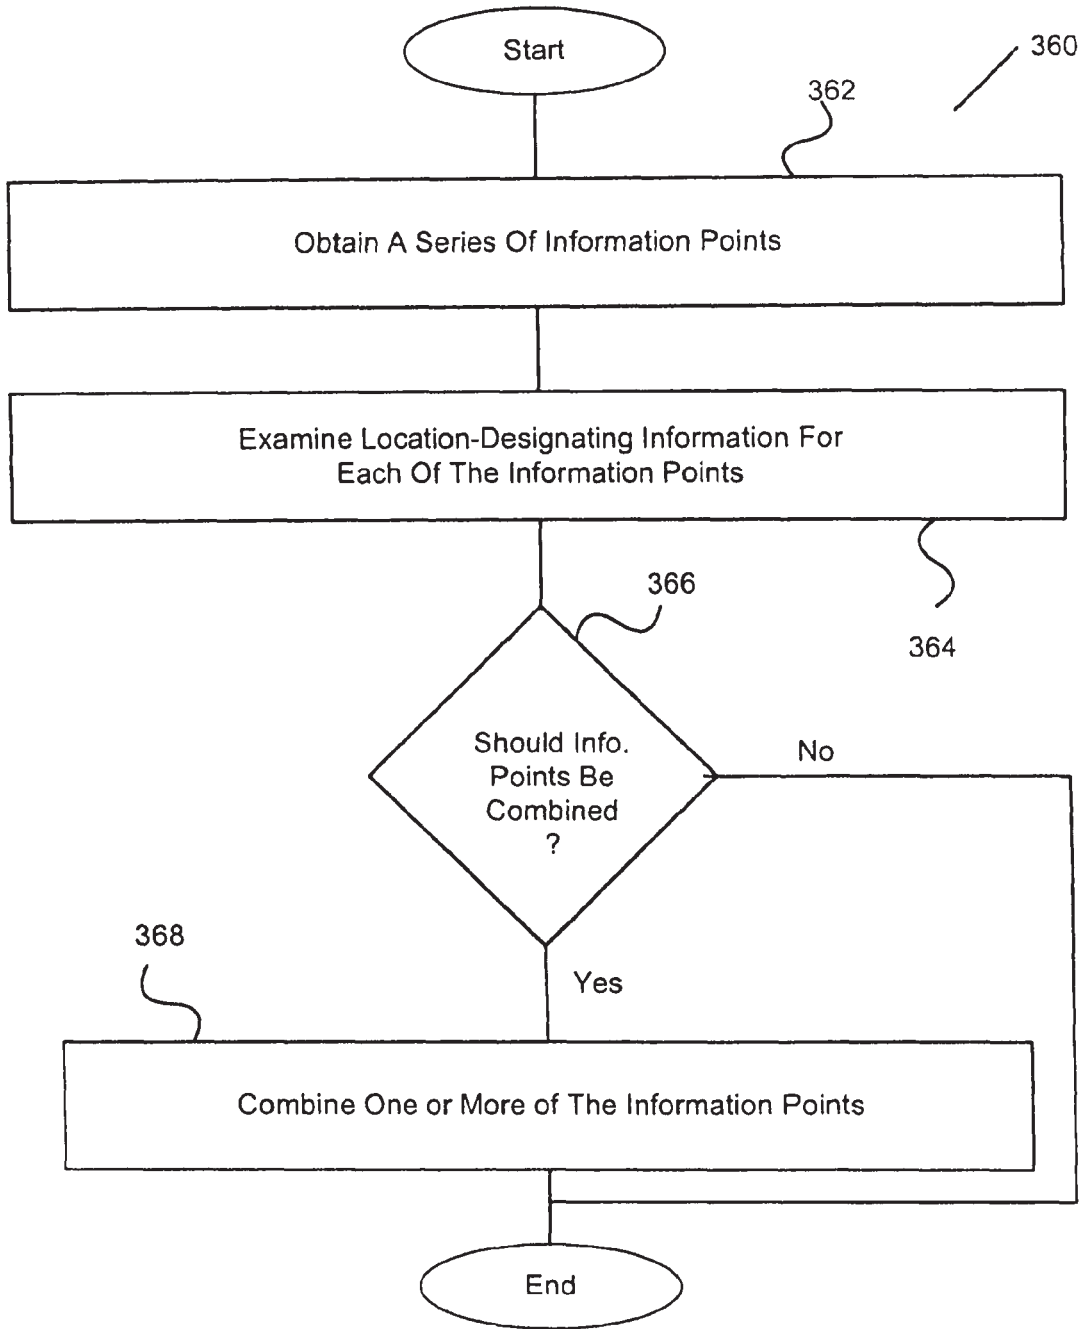 Start
360
362
Obtain A Series Of Information Points
Examine Location-Designating Information For
Each Of The Information Points
366
364
Should Info.
Points Be
Combined
?
No
368
Yes
Combine One or More of The Information Points
End